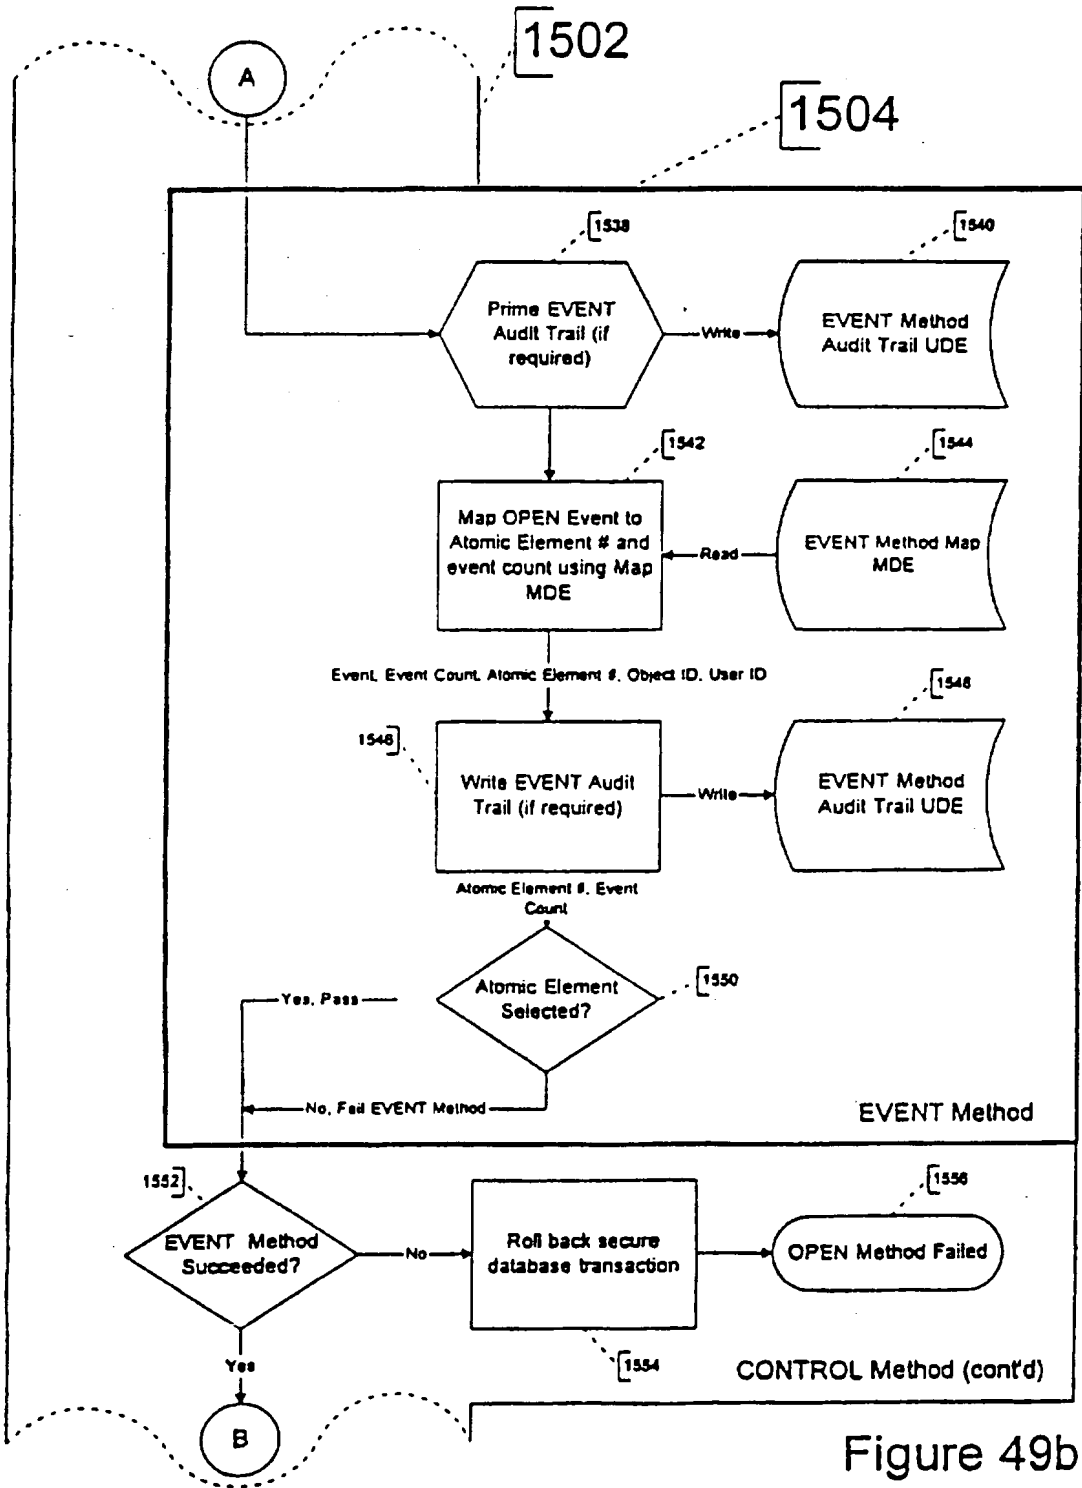 1502
A
1504
1538
1540
Prime EVENT
Audit Trail (if
required)
Write
EVENT Method
Audit Trail UDE
1542
1544
Map OPEN Event to
Atomic Element # and
event count using Map
MDE
Read
EVENT Method Map
MDE
Event, Event Count, Atomic Element #, Object ID, User ID
1546
1548
Write EVENT Audit
Trail (if required)
Write
EVENT Method
Audit Trail UDE
Atomic Element #, Event
Count
Atomic Element
Selected?
1550
Yes, Pass
No, Fail EVENT Method
EVENT Method
1552
EVENT Method
Succeeded?
No
Roll back secure
database transaction
1556
OPEN Method Failed
Yes
1554
CONTROL Method (cont'd)
B
Figure 49b